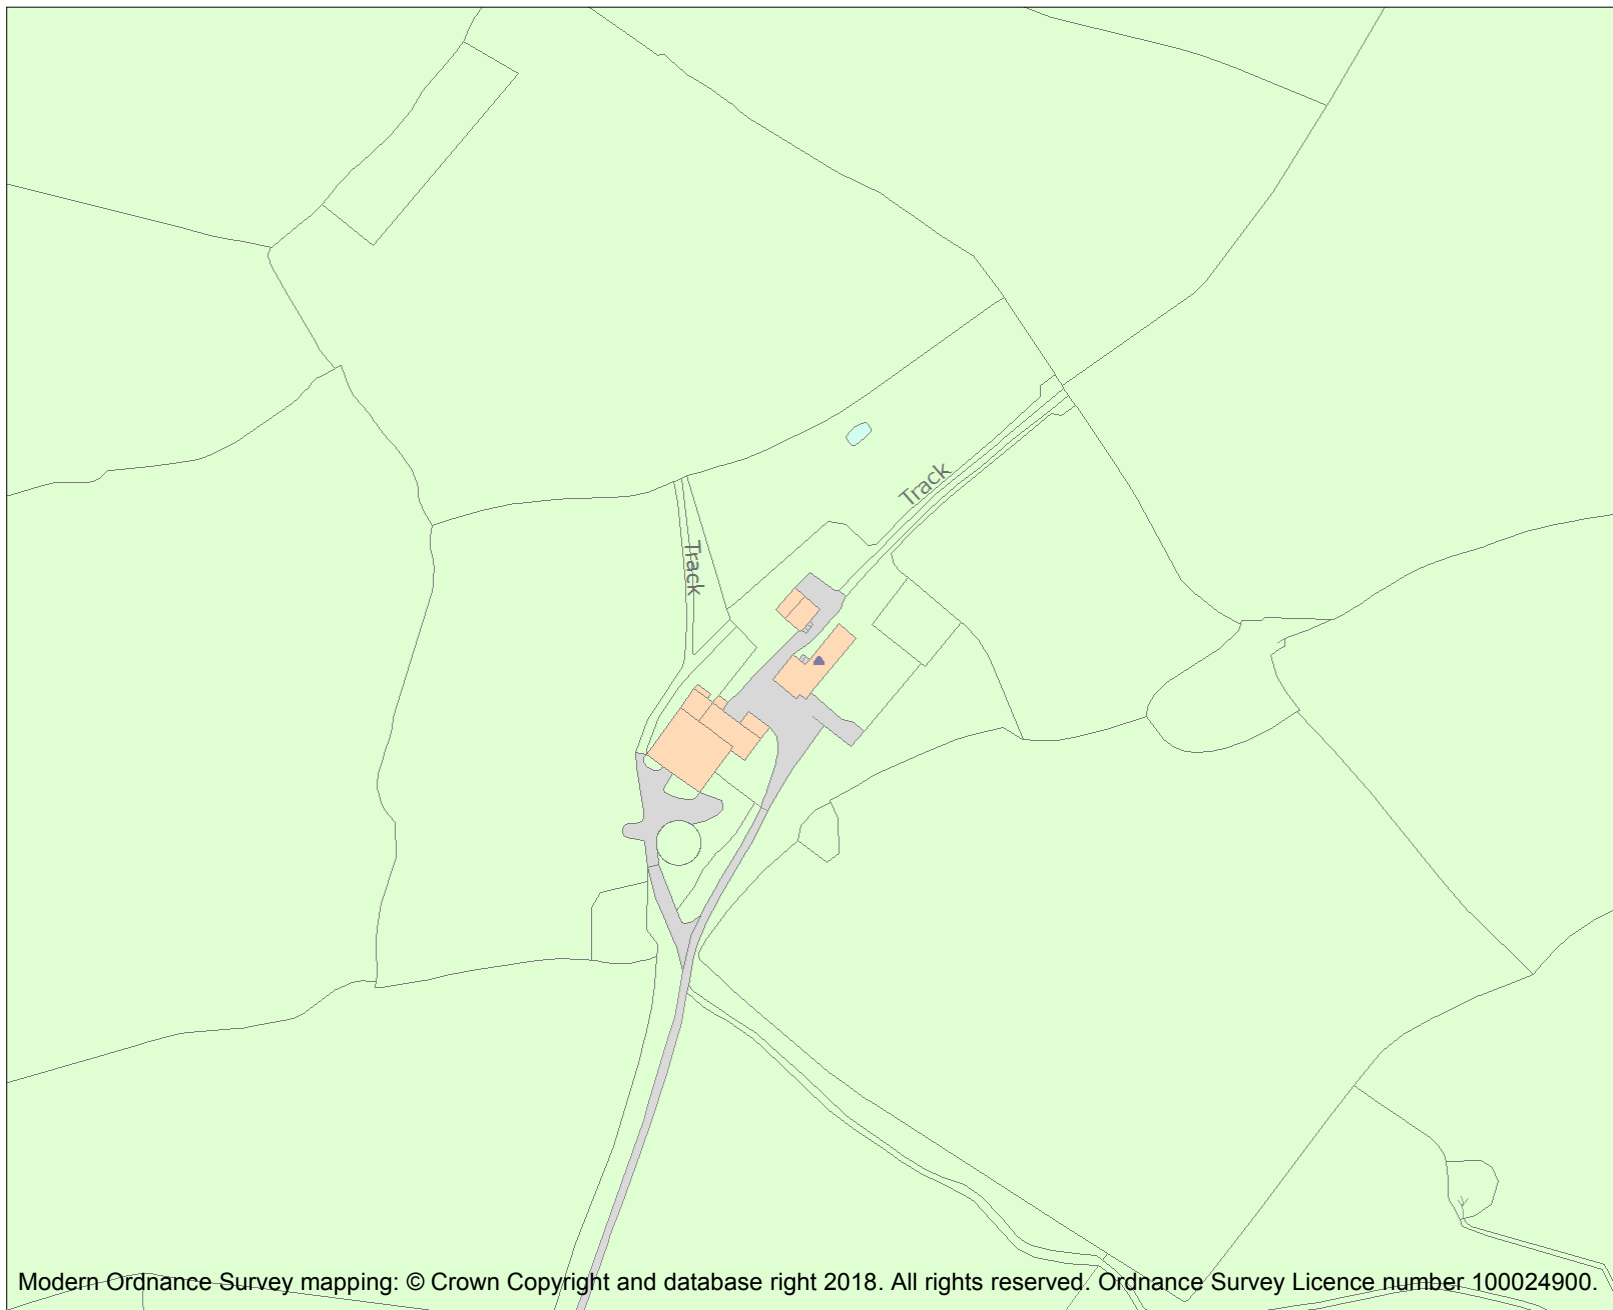 Track
Track
Modern Ordnance Survey mapping: © Crown Copyright and database right 2018. All rights reserved. Ordnance Survey Licence number 100024900.